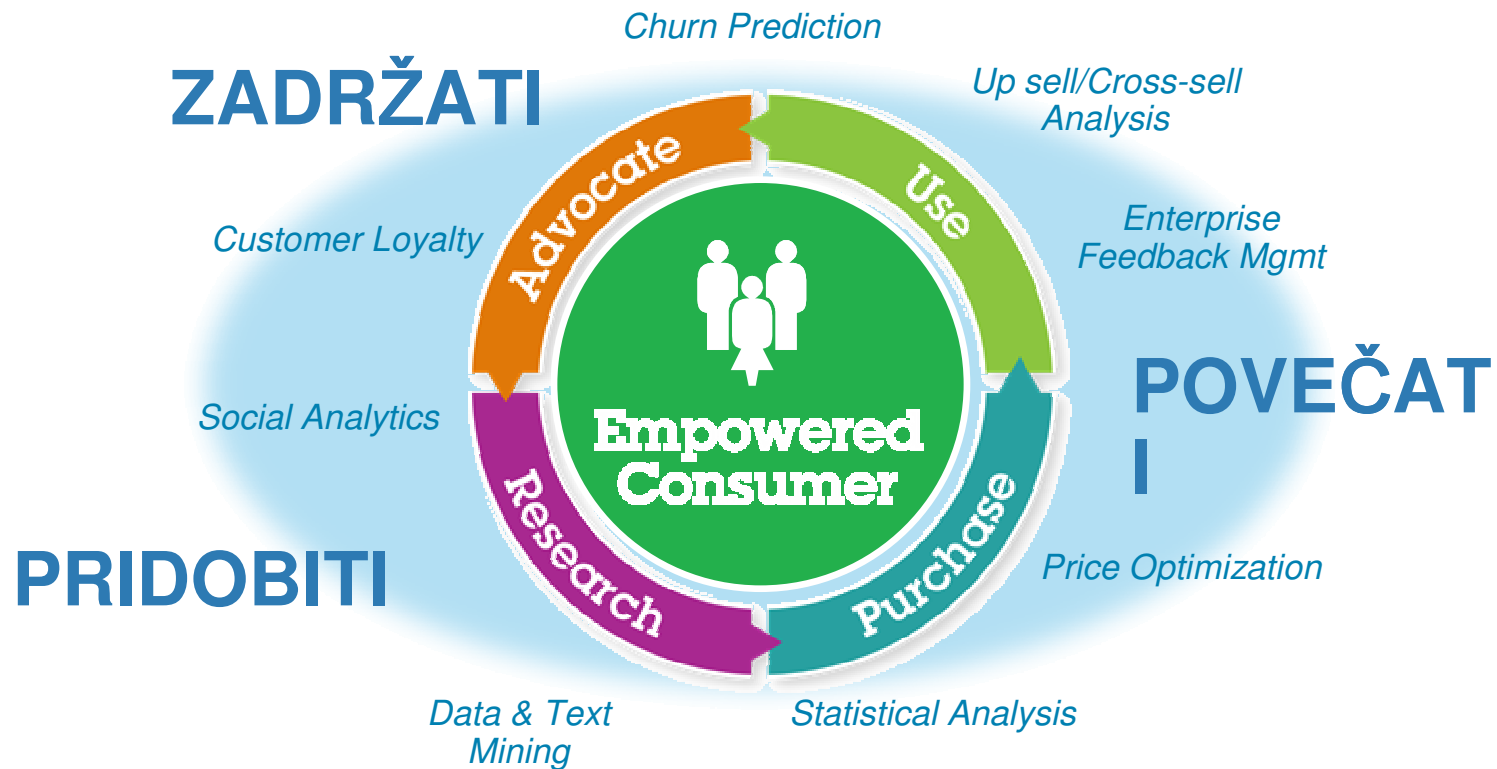 Churn Prediction
ZADRŽATI
Up sell/Cross-sell
Analysis
Advocate
Use
Customer Loyalty
Enterprise
Feedback Mgmt
POVEČAT
I
Social Analytics
Empowered
Consumer
Research
Purchase
PRIDOBITI
Price Optimization
Data & Text
Mining
Statistical Analysis